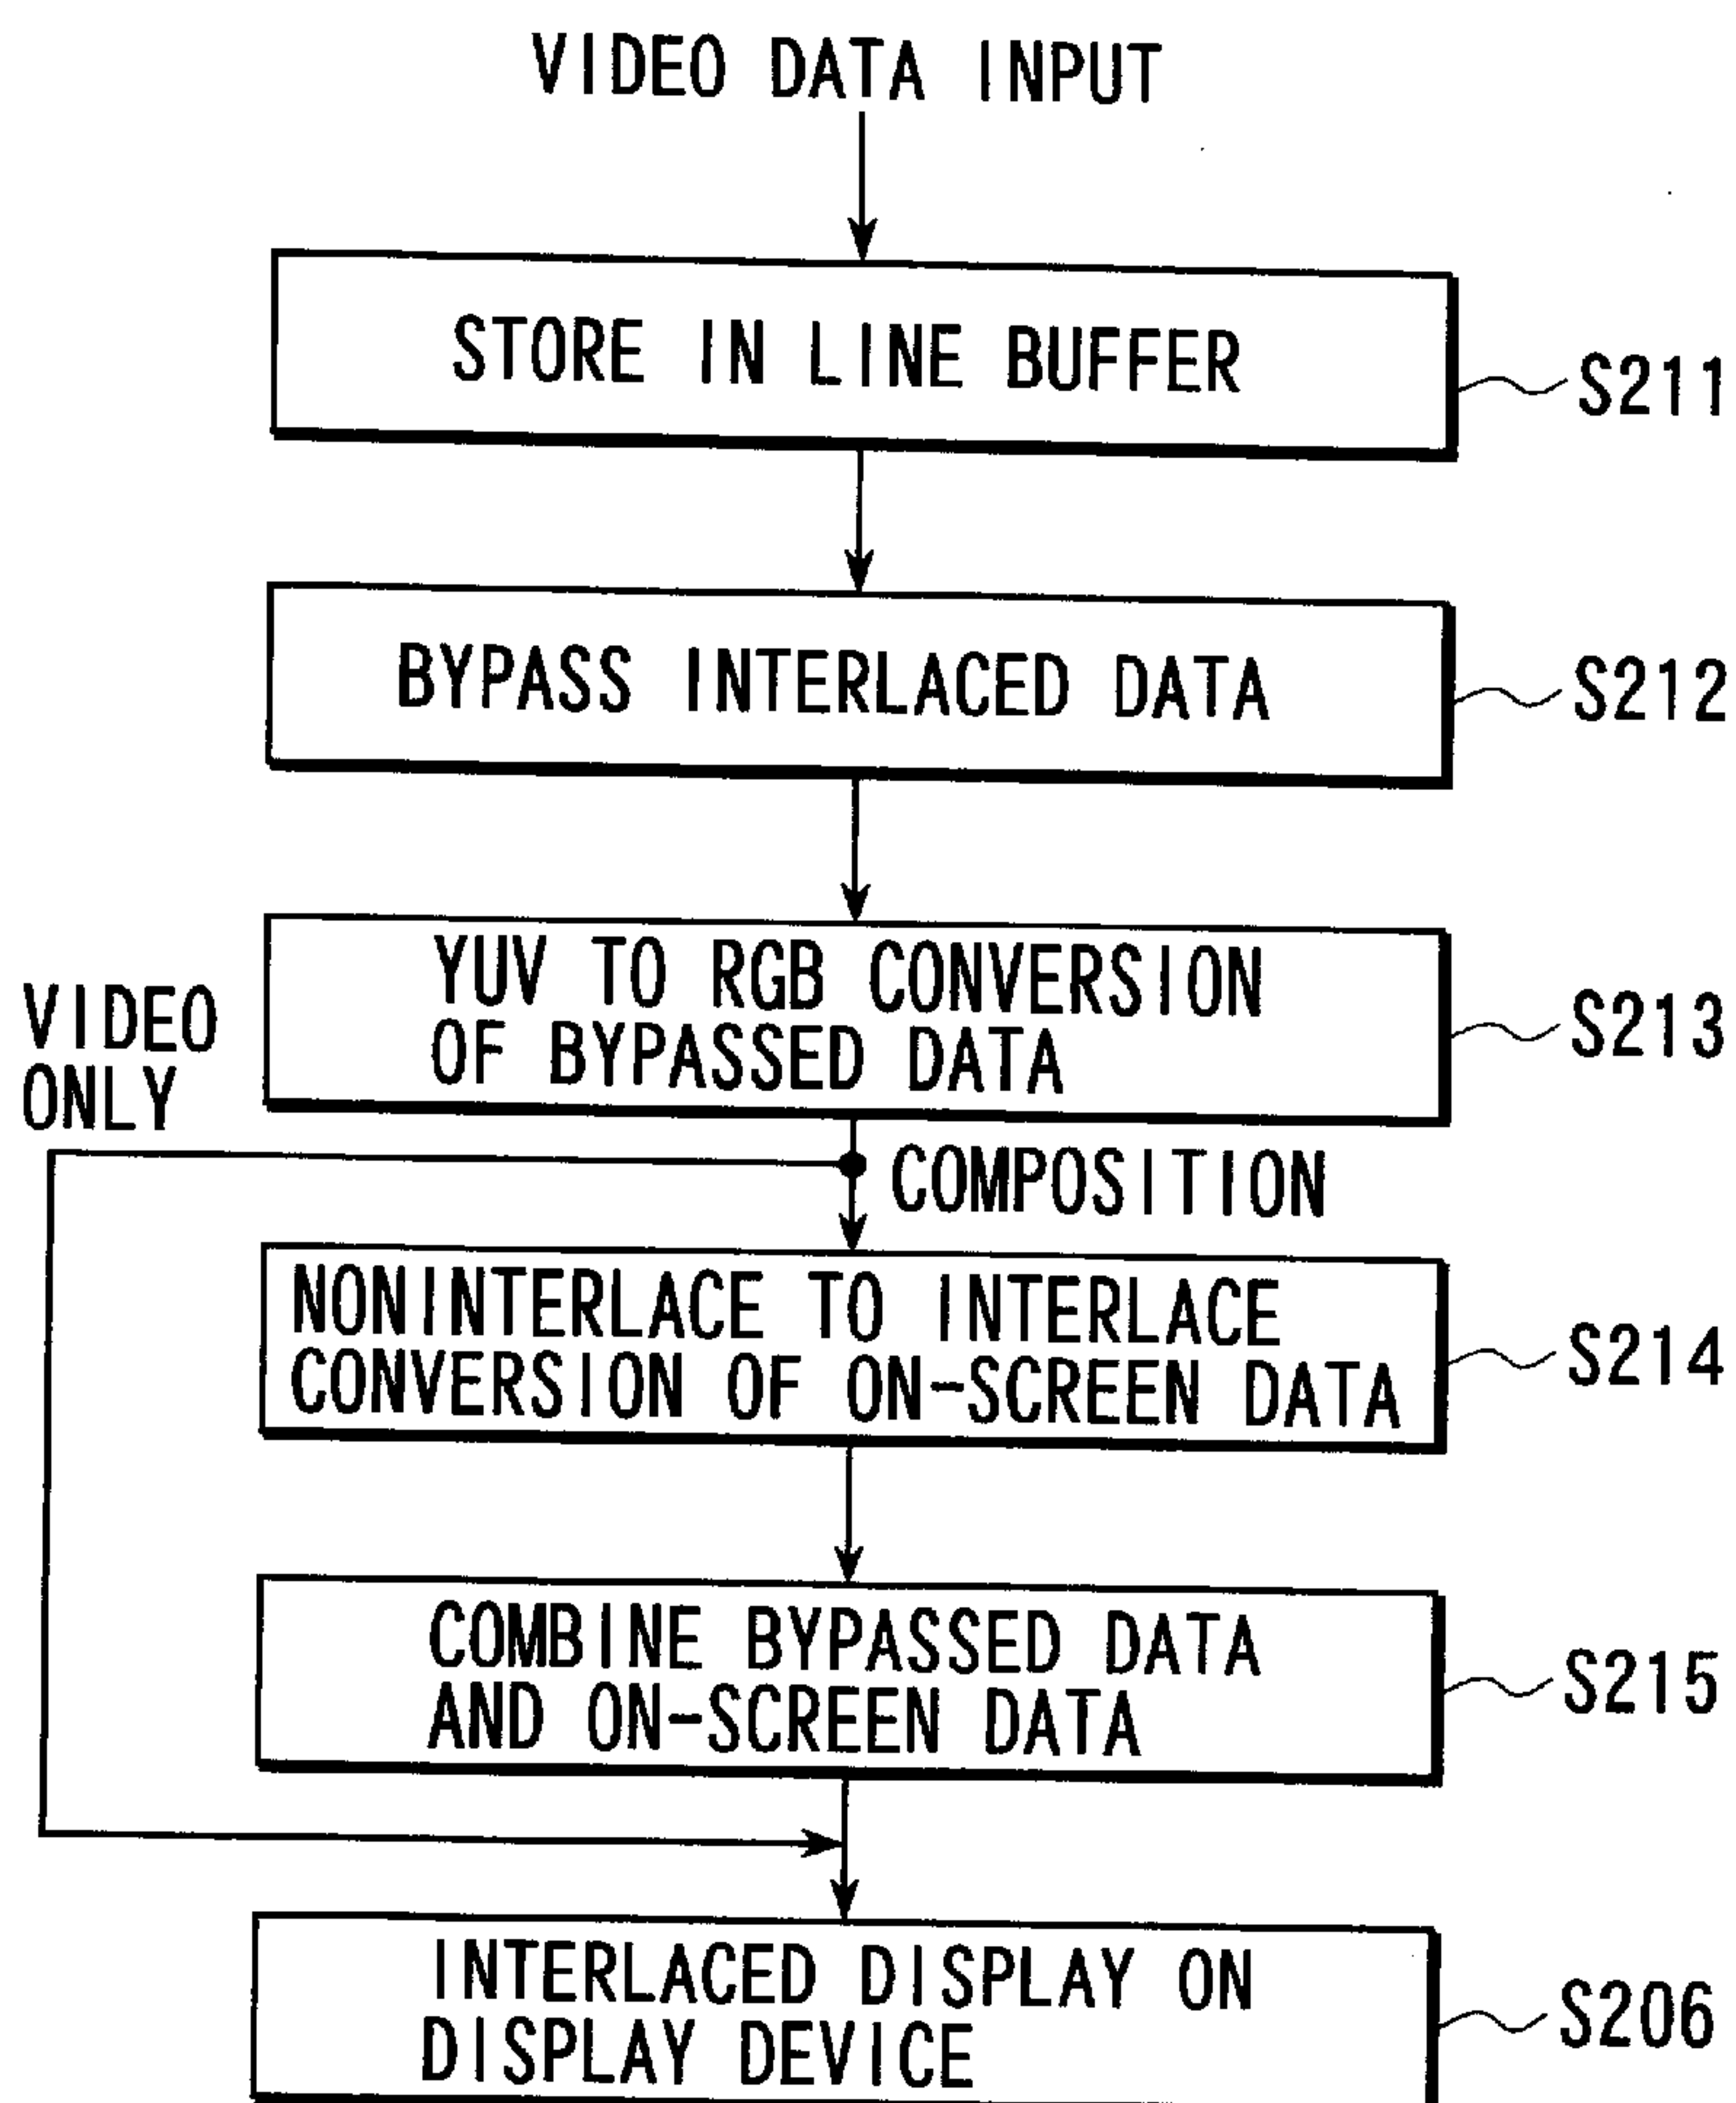 VIDEO DATA INPUT
STORE IN LINE BUFFER
S211
BYPASS INTERLACED DATA
S212
YUV TO RGB CONVERSION
OF BYPASSED DATA
S213
VIDEO
ONLY
COMPOSITION
NONINTERLACE TO INTERLACE
CONVERSION OF ON-SCREEN DATA
S214
COMBINE BYPASSED DATA
AND ON-SCREEN DATA
S215
INTERLACED DISPLAY ON
DISPLAY DEVICE
S206